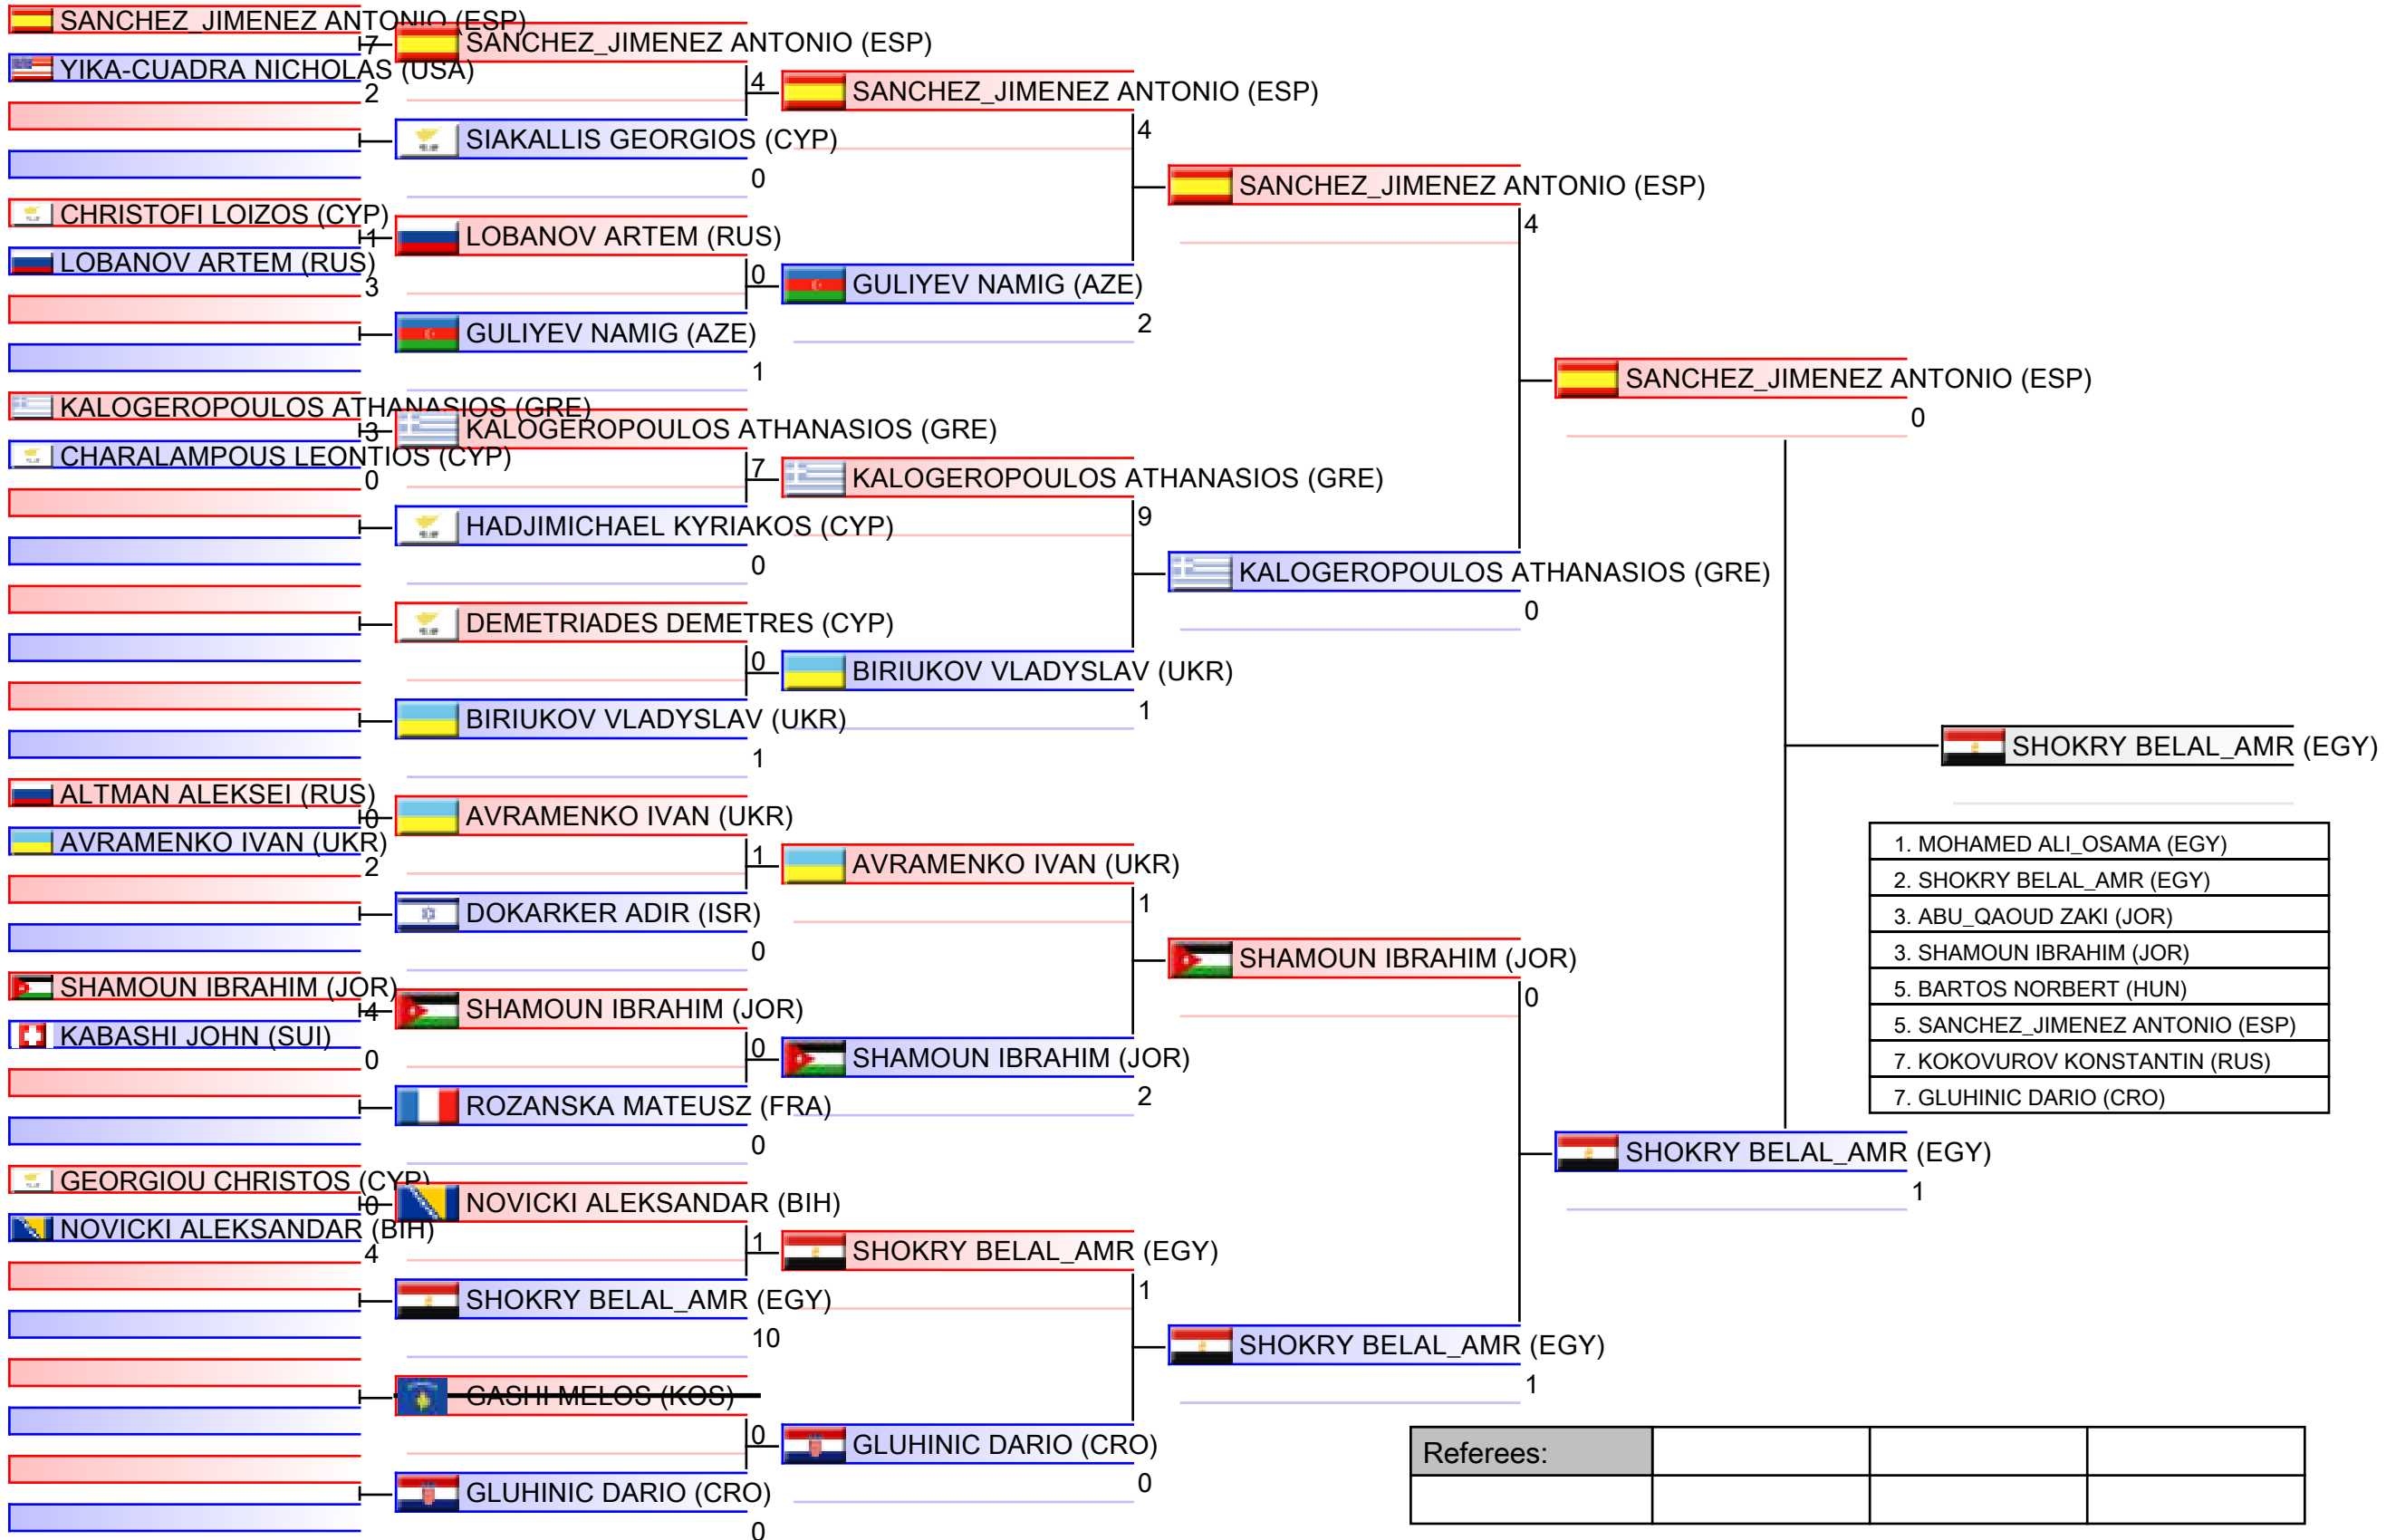 SANCHEZ_JIMENEZ ANTONIO (ESP)
7
YIKA-CUADRA NICHOLAS (USA)
2
CHRISTOFI LOIZOS (CYP)
1
LOBANOV ARTEM (RUS)
3
KALOGEROPOULOS ATHANASIOS (GRE)
3
CHARALAMPOUS LEONTIOS (CYP)
0
ALTMAN ALEKSEI (RUS)
0
AVRAMENKO IVAN (UKR)
2
SHAMOUN IBRAHIM (JOR)
4
KABASHI JOHN (SUI)
0
GEORGIOU CHRISTOS (CYP)
0
NOVICKI ALEKSANDAR (BIH)
4
SANCHEZ_JIMENEZ ANTONIO (ESP)
4
SIAKALLIS GEORGIOS (CYP)
0
LOBANOV ARTEM (RUS)
0
GULIYEV NAMIG (AZE)
1
KALOGEROPOULOS ATHANASIOS (GRE)
7
HADJIMICHAEL KYRIAKOS (CYP)
0
DEMETRIADES DEMETRES (CYP)
0
BIRIUKOV VLADYSLAV (UKR)
1
AVRAMENKO IVAN (UKR)
1
DOKARKER ADIR (ISR)
0
SHAMOUN IBRAHIM (JOR)
0
ROZANSKA MATEUSZ (FRA)
0
NOVICKI ALEKSANDAR (BIH)
1
SHOKRY BELAL_AMR (EGY)
10
GASHI MELOS (KOS)
0
GLUHINIC DARIO (CRO)
0
SANCHEZ_JIMENEZ ANTONIO (ESP)
4
GULIYEV NAMIG (AZE)
2
KALOGEROPOULOS ATHANASIOS (GRE)
9
BIRIUKOV VLADYSLAV (UKR)
1
AVRAMENKO IVAN (UKR)
1
SHAMOUN IBRAHIM (JOR)
2
SHOKRY BELAL_AMR (EGY)
1
GLUHINIC DARIO (CRO)
0
SANCHEZ_JIMENEZ ANTONIO (ESP)
4
KALOGEROPOULOS ATHANASIOS (GRE)
0
SHAMOUN IBRAHIM (JOR)
0
SHOKRY BELAL_AMR (EGY)
1
SANCHEZ_JIMENEZ ANTONIO (ESP)
0
SHOKRY BELAL_AMR (EGY)
1
SHOKRY BELAL_AMR (EGY)
1. MOHAMED ALI_OSAMA (EGY)
2. SHOKRY BELAL_AMR (EGY)
3. ABU_QAOUD ZAKI (JOR)
3. SHAMOUN IBRAHIM (JOR)
5. BARTOS NORBERT (HUN)
5. SANCHEZ_JIMENEZ ANTONIO (ESP)
7. KOKOVUROV KONSTANTIN (RUS)
7. GLUHINIC DARIO (CRO)
Referees: